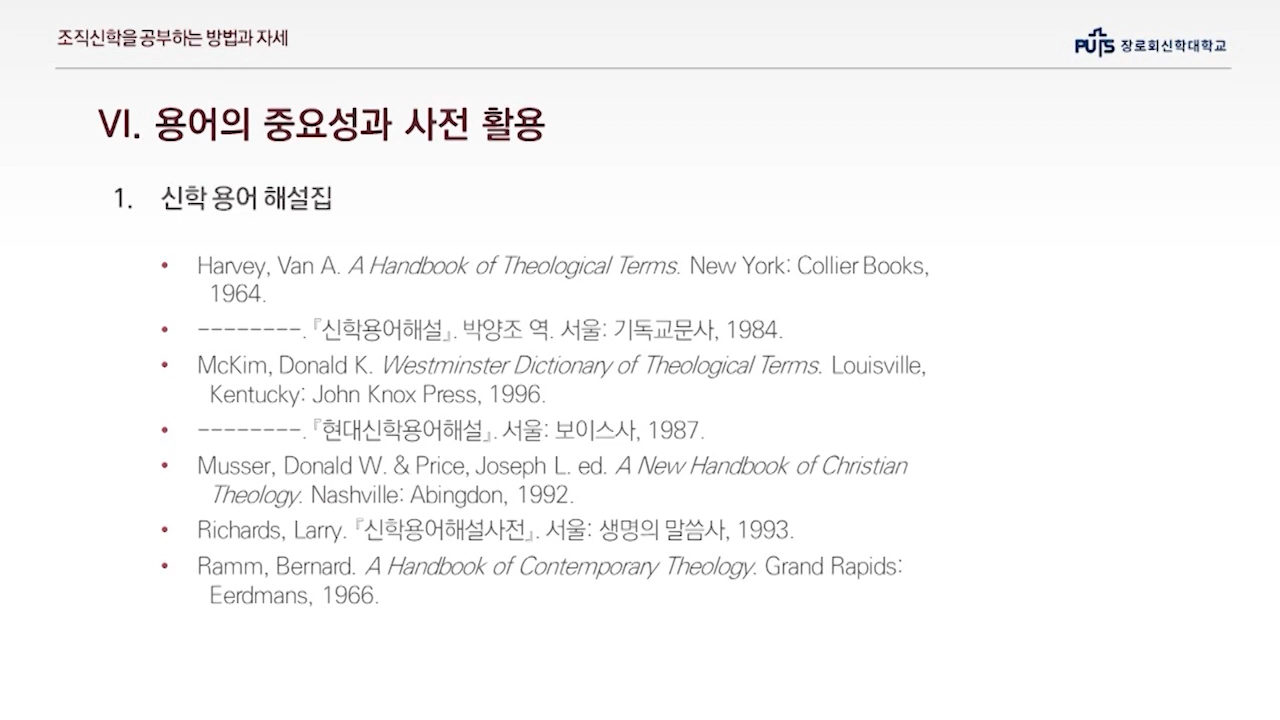 조직신학을 공부하는 방법과 자세
PUTS 장로회신학대학교
VI. 용어의 중요성과 사전 활용
1. 신학 용어 해설집
• Harvey, Van A. A Handbook of Theological Terms. New York: Collier Books,
1964.
• --------. 『신학용어해설』. 박양조 역. 서울: 기독교문사, 1984.
• McKim, Donald K. Westminster Dictionary of Theological Terms. Louisville,
Kentucky: John Knox Press, 1996.
• --------. 『현대신학용어해설』. 서울: 보이스사, 1987.
• Musser, Donald W. & Price, Joseph L. ed. A New Handbook of Christian
Theology. Nashville: Abingdon, 1992.
• Richards, Larry. 『신학용어해설사전』. 서울: 생명의 말씀사, 1993.
• Ramm, Bernard. A Handbook of Contemporary Theology. Grand Rapids:
Eerdmans, 1966.